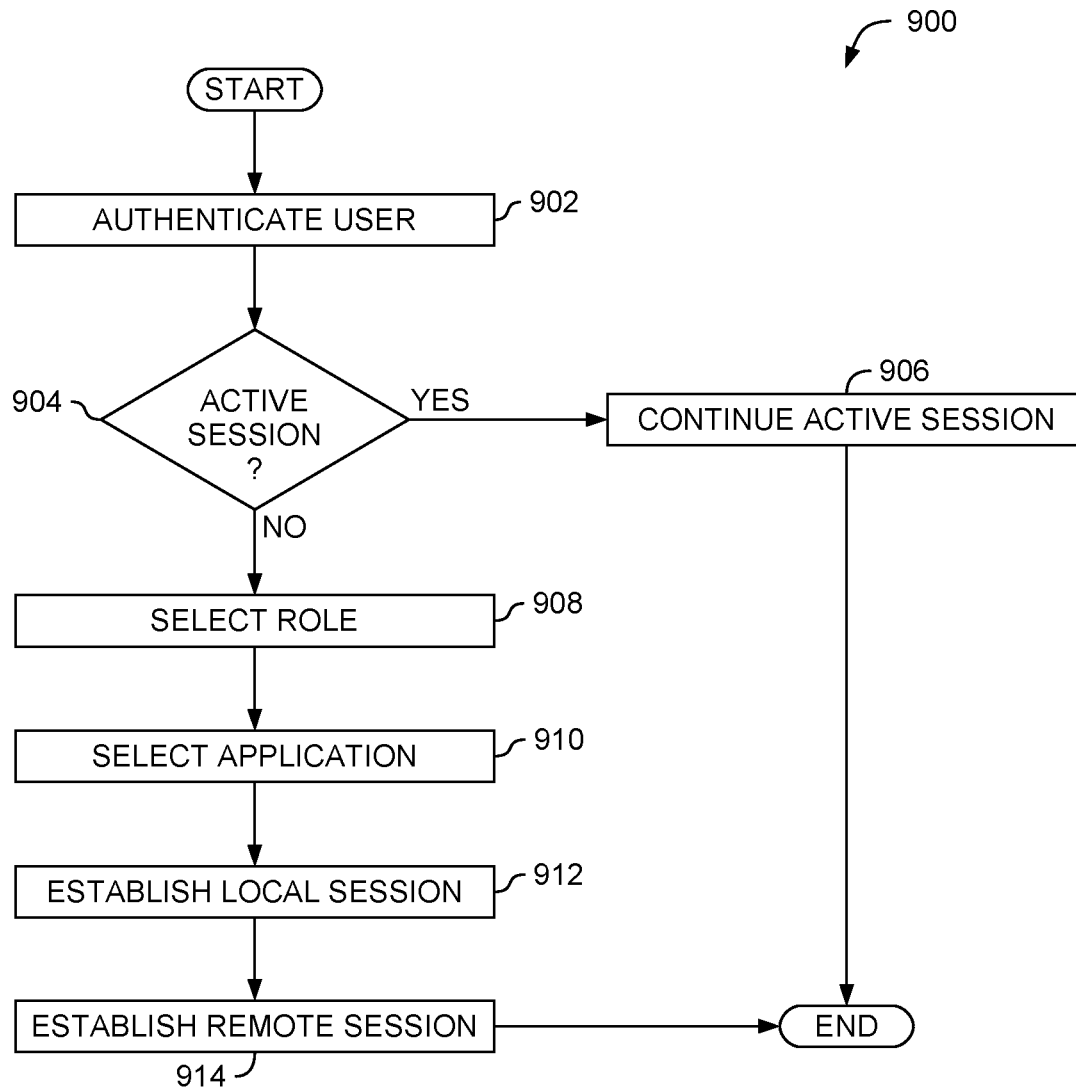 900
START
AUTHENTICATE USER
902
904
ACTIVE
SESSION
?
YES
906
CONTINUE ACTIVE SESSION
NO
SELECT ROLE
908
SELECT APPLICATION
910
ESTABLISH LOCAL SESSION
912
ESTABLISH REMOTE SESSION
914
END